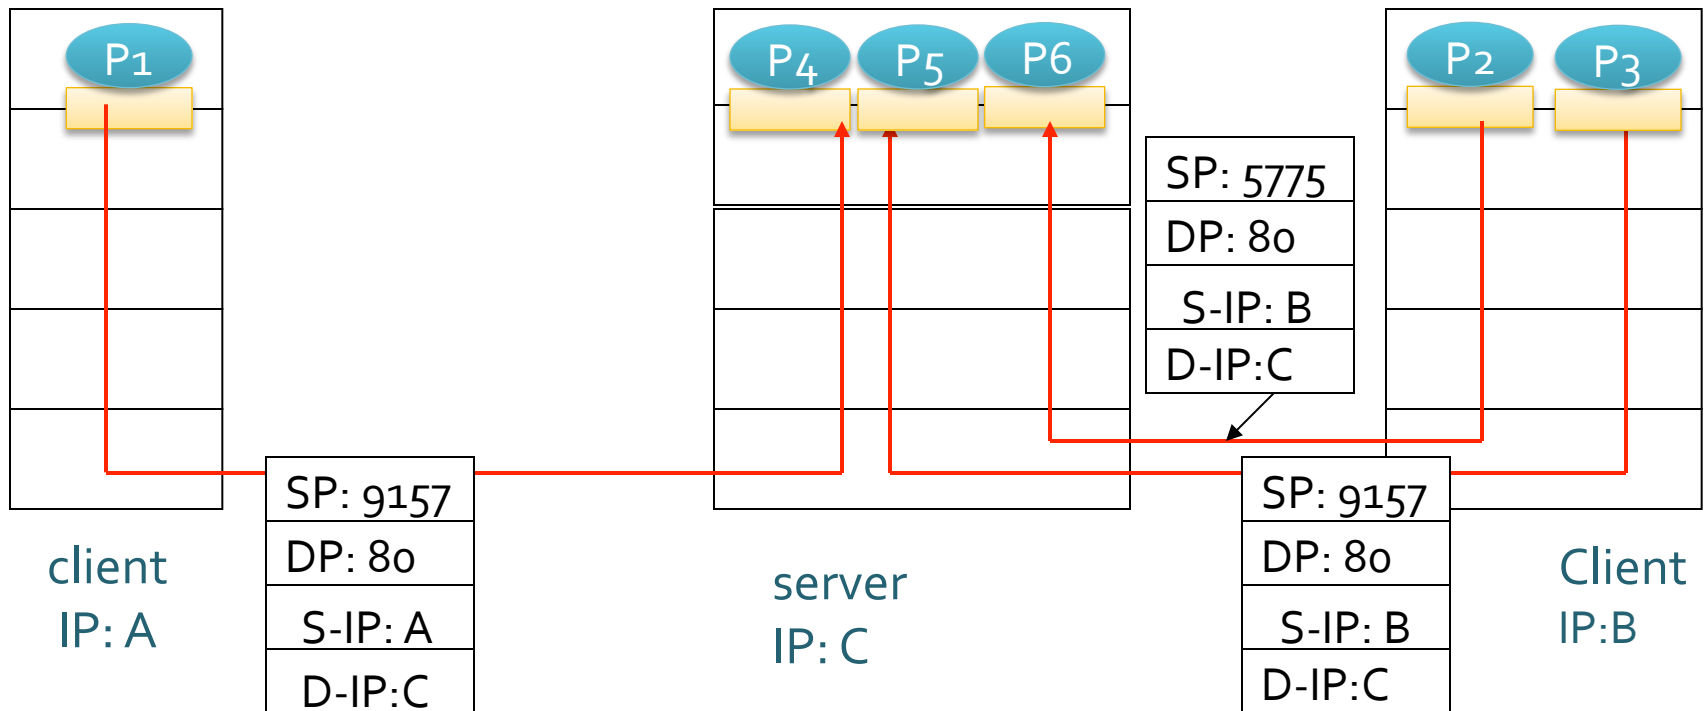 P1
P4 P5 P6
P2 P3
SP: 5775
DP: 80
S-IP: B
D-IP:C
SP: 9157
DP: 80
S-IP: A
D-IP:C
SP: 9157
DP: 80
S-IP: B
D-IP:C
client
IP: A
server
IP: C
Client
IP:B